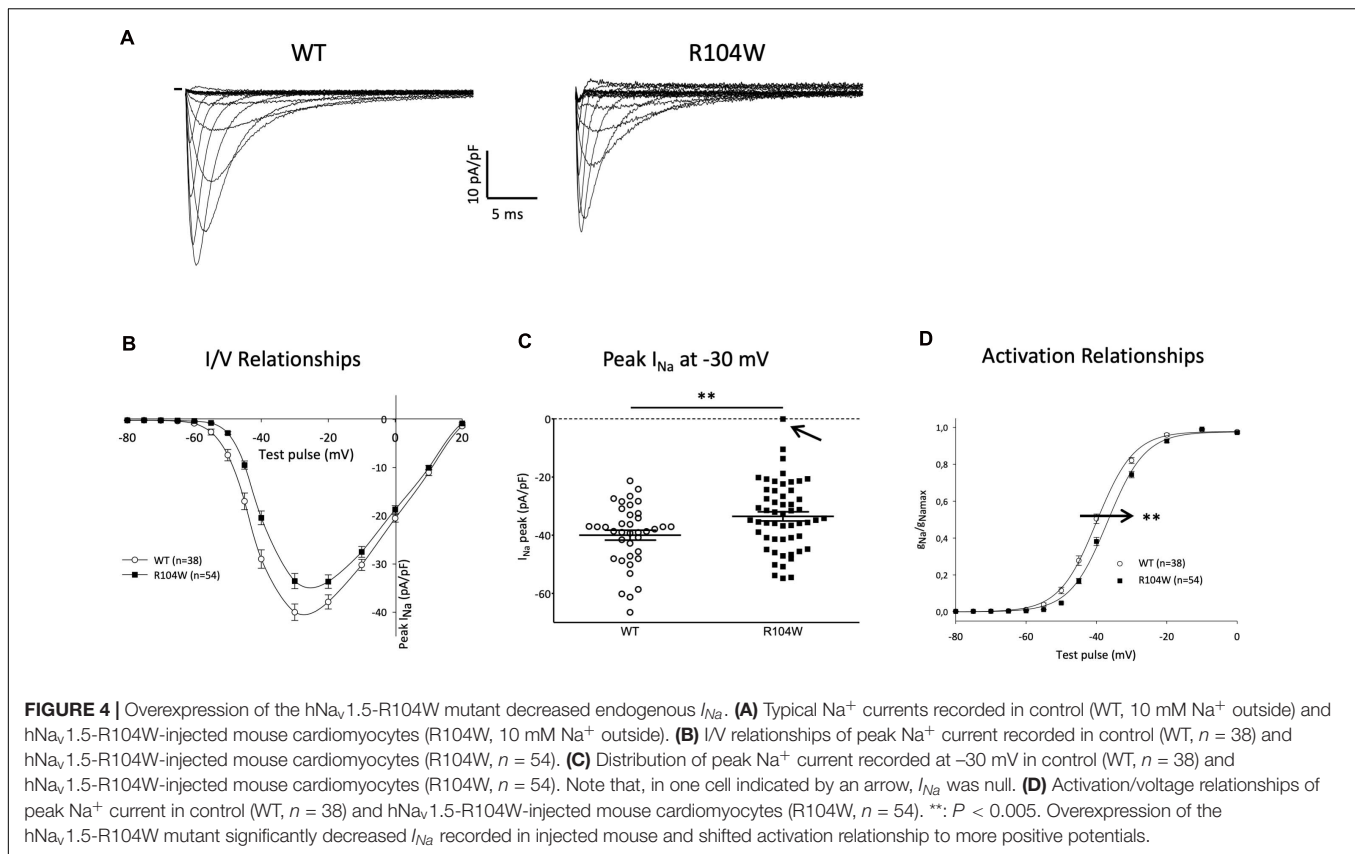 A
WT
R104W
10 pA/pF
5 ms
B
I/V Relationships
-80
-60
-40
-20
0
20
Test pulse (mV)
-10
-20
-30
-40
Peak I_Na (pA/pF)
WT (n=38)
R104W (n=54)
C
Peak I_Na at -30 mV
**
0
-20
-40
-60
I_Na peak (pA/pF)
WT
R104W
D
Activation Relationships
1,0
0,8
0,6
0,4
0,2
0,0
g_Na/g_Namax
**
WT (n=38)
R104W (n=54)
-80
-60
-40
-20
0
Test pulse (mV)
FIGURE 4 | Overexpression of the hNa_v1.5-R104W mutant decreased endogenous I_Na. (A) Typical Na⁺ currents recorded in control (WT, 10 mM Na⁺ outside) and
hNa_v1.5-R104W-injected mouse cardiomyocytes (R104W, 10 mM Na⁺ outside). (B) I/V relationships of peak Na⁺ current recorded in control (WT, n = 38) and
hNa_v1.5-R104W-injected mouse cardiomyocytes (R104W, n = 54). (C) Distribution of peak Na⁺ current recorded at –30 mV in control (WT, n = 38) and
hNa_v1.5-R104W-injected mouse cardiomyocytes (R104W, n = 54). Note that, in one cell indicated by an arrow, I_Na was null. (D) Activation/voltage relationships of
peak Na⁺ current in control (WT, n = 38) and hNa_v1.5-R104W-injected mouse cardiomyocytes (R104W, n = 54). **: P < 0.005. Overexpression of the
hNa_v1.5-R104W mutant significantly decreased I_Na recorded in injected mouse and shifted activation relationship to more positive potentials.